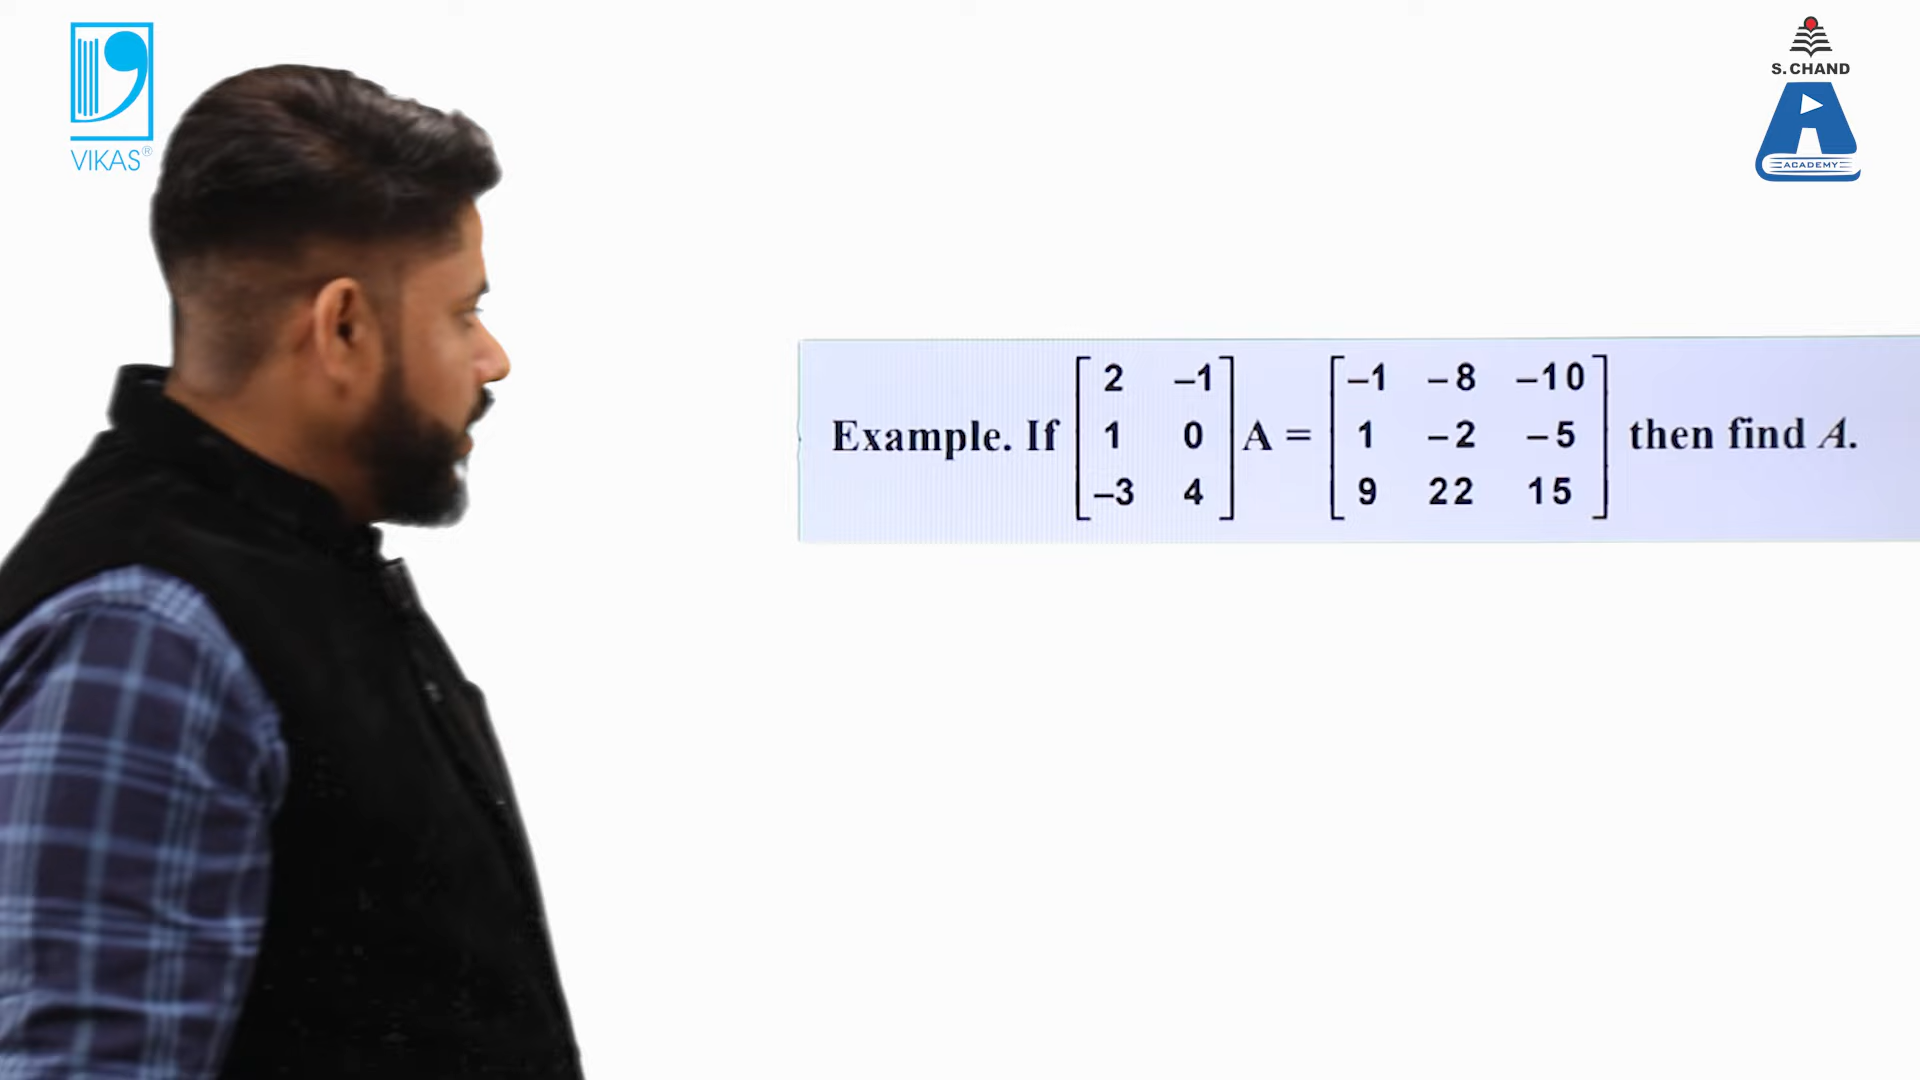 VIKAS®
S. CHAND
ACADEMY
2 –1 –1 –8 –10
Example. If 1 0 A = 1 –2 –5 then find A.
–3 4 9 22 15